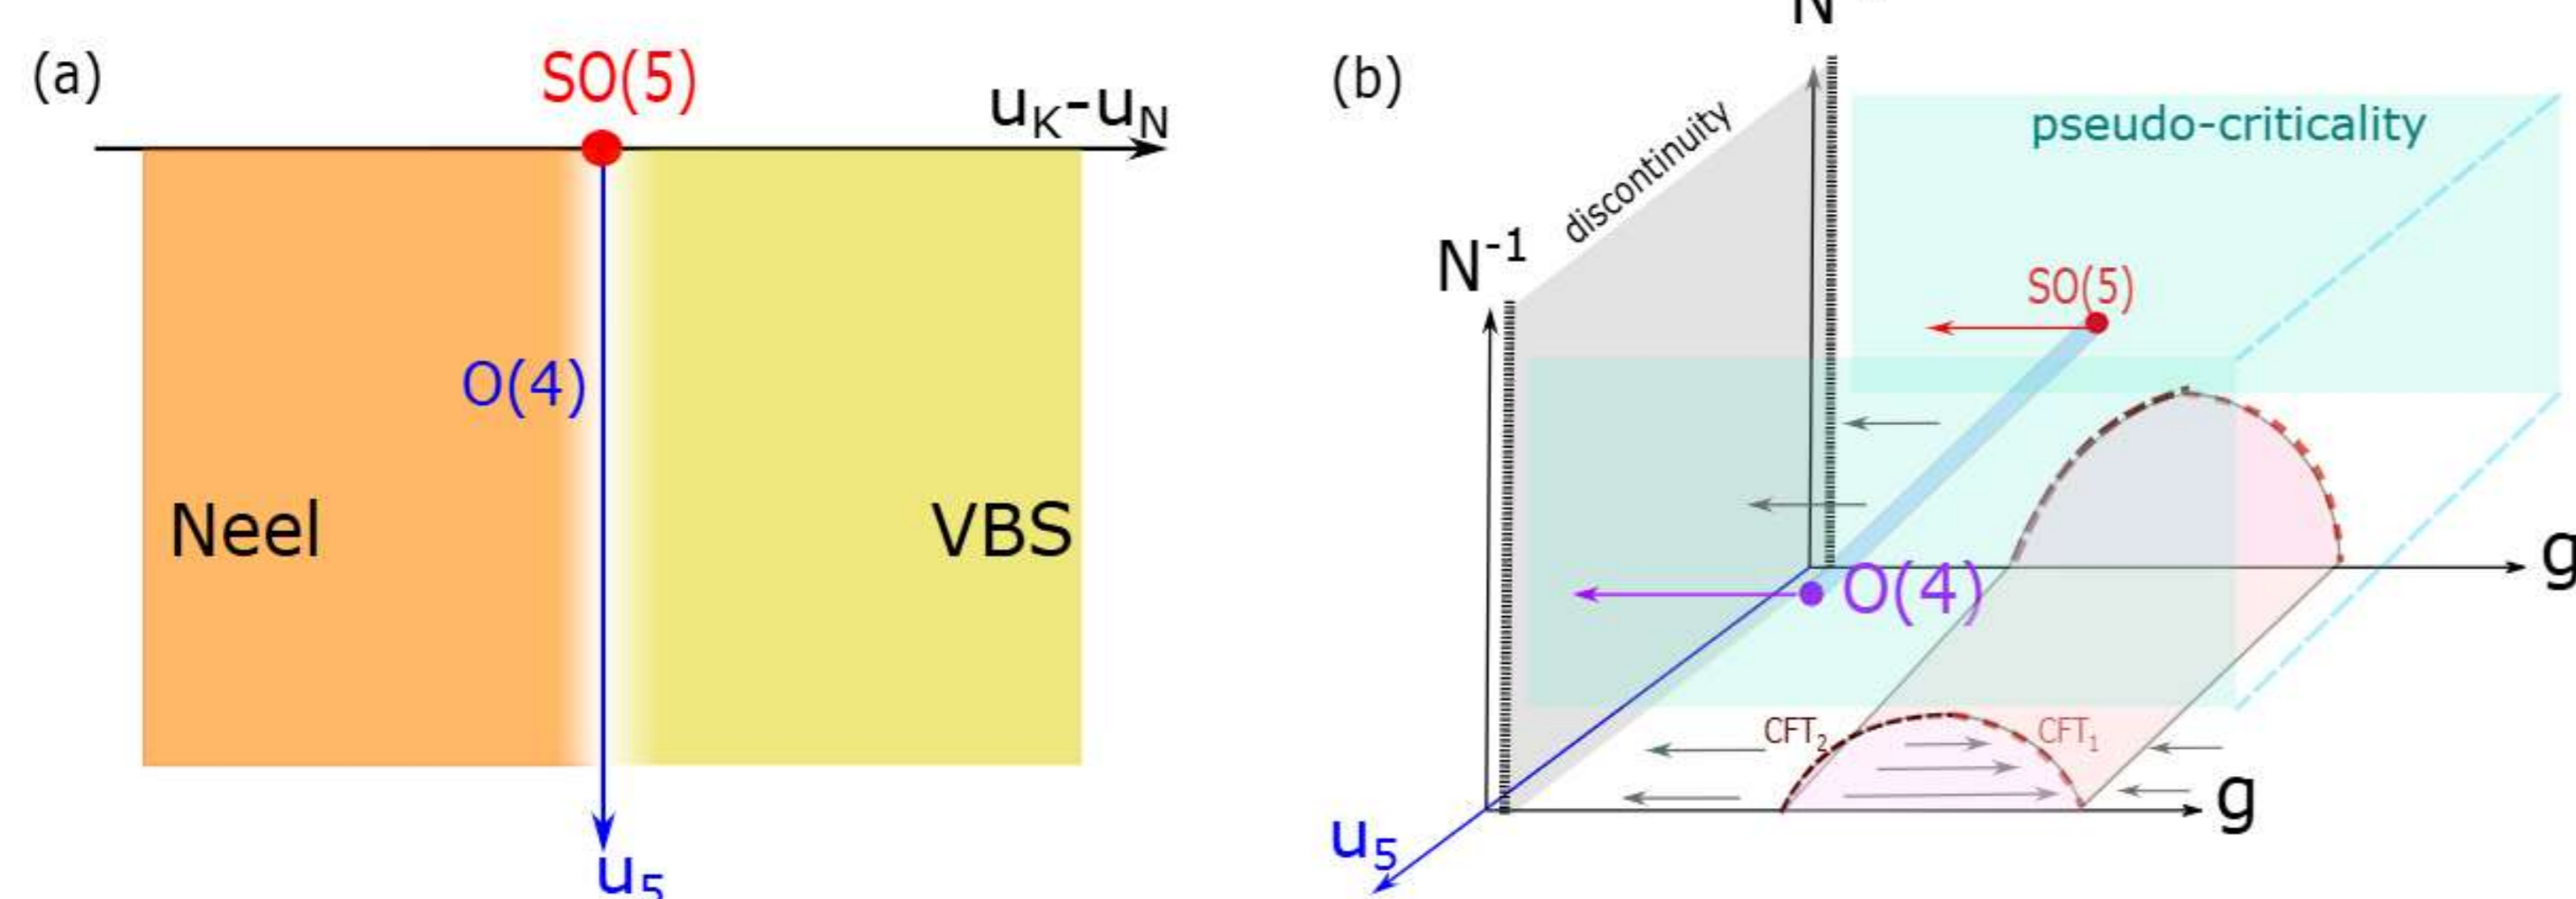 (a)
SO(5)
u_K-u_N
O(4)
Neel
VBS
u_5
(b)
discontinuity
pseudo-criticality
N^-1
SO(5)
O(4)
g
CFT_2
CFT_1
g
u_5